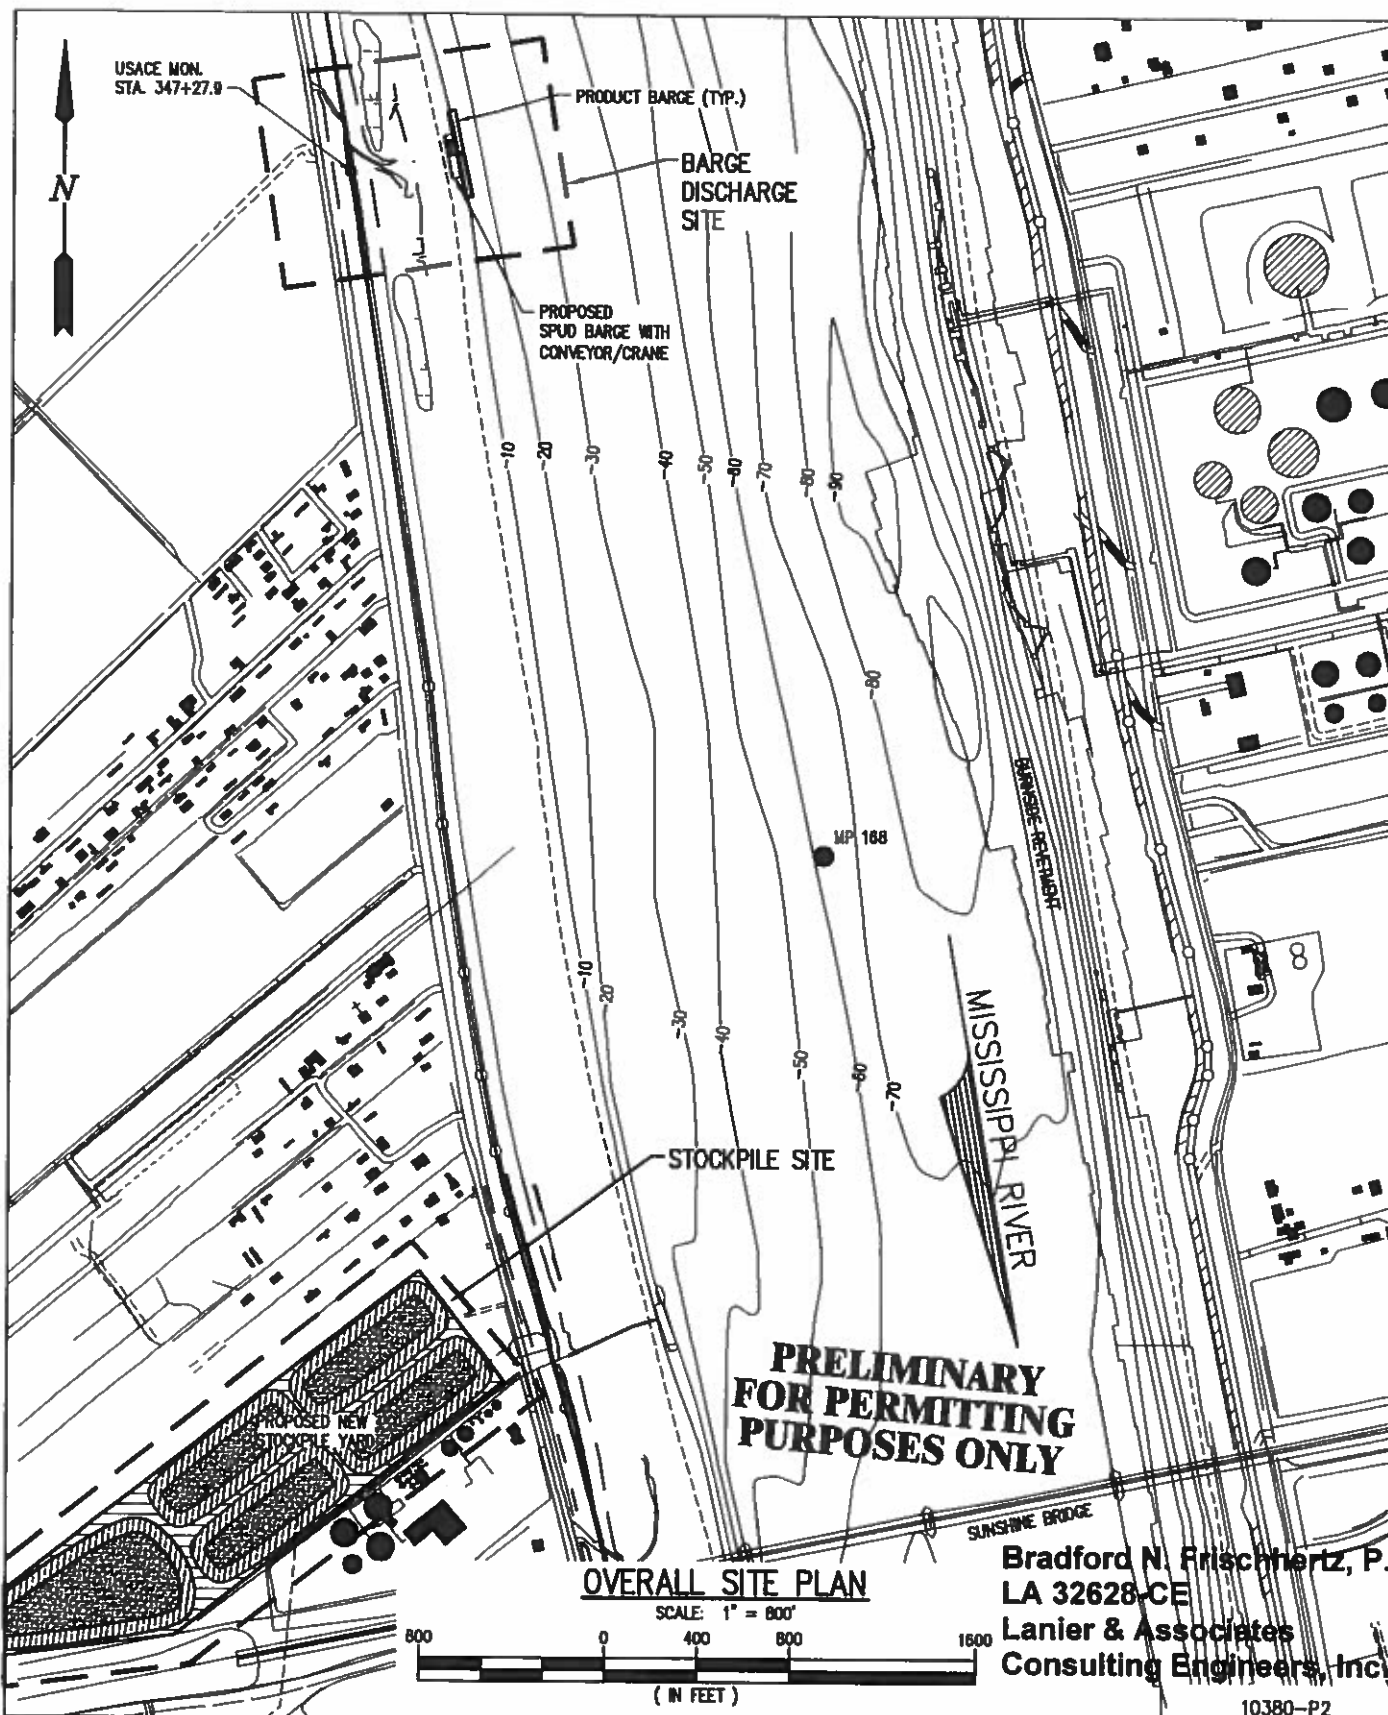 USACE MON.
STA. 347+27.9
N
PRODUCT BARGE (TYP.)
BARGE
DISCHARGE
SITE
PROPOSED
SPUD BARGE WITH
CONVEYOR/CRANE
-10
-20
-30
-40
-50
-60
-70
-80
-90
-80
MP 168
BURNSIDE REVETMENT
-10
20
-30
-40
-50
-60
-70
MISSISSIPPI RIVER
STOCKPILE SITE
PROPOSED NEW
STOCKPILE YARD
PRELIMINARY
FOR PERMITTING
PURPOSES ONLY
SUNSHINE BRIDGE
OVERALL SITE PLAN
SCALE: 1" = 800'
800 0 400 800 1600
( IN FEET )
Bradford N. Frischhertz, P.
LA 32628-CE
Lanier & Associates
Consulting Engineers, Inc.
10380-P2